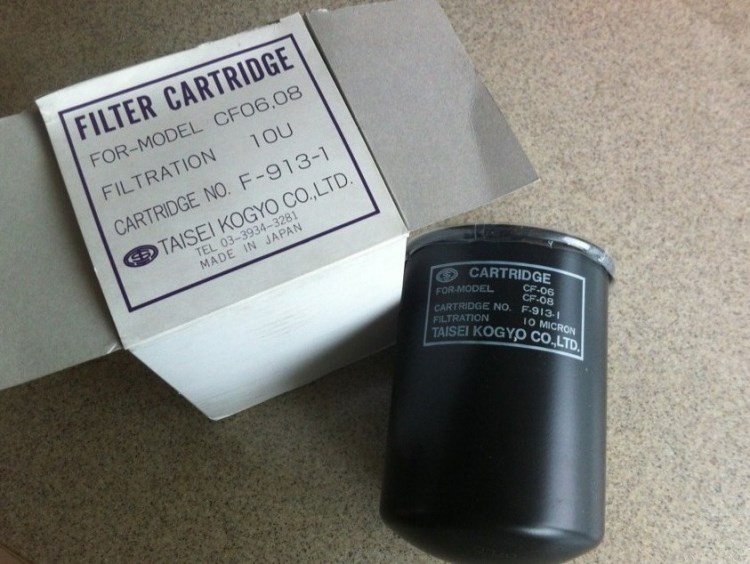 FILTER CARTRIDGE
FOR-MODEL CF06,08
FILTRATION 10U
CARTRIDGE NO. F-913-1
TAISEI KOGYO CO.,LTD.
TEL 03-3934-3281
MADE IN JAPAN
CARTRIDGE
FOR-MODEL CF-06
CF-08
CARTRIDGE NO. F-913-1
FILTRATION 10 MICRON
TAISEI KOGYO CO.,LTD.